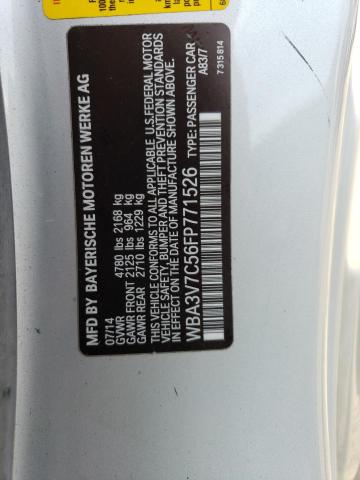 MFD BY BAYERISCHE MOTOREN WERKE AG
07/14
GVWR 4780 lbs 2168 kg
GAWR FRONT 2125 lbs 964 kg
GAWR REAR 2710 lbs 1229 kg
THIS VEHICLE CONFORMS TO ALL APPLICABLE U.S.FEDERAL MOTOR
VEHICLE SAFETY, BUMPER AND THEFT PREVENTION STANDARDS
IN EFFECT ON THE DATE OF MANUFACTURE SHOWN ABOVE.
WBA3V7C56FP771526 TYPE: PASSENGER CAR
A83/7
7315814